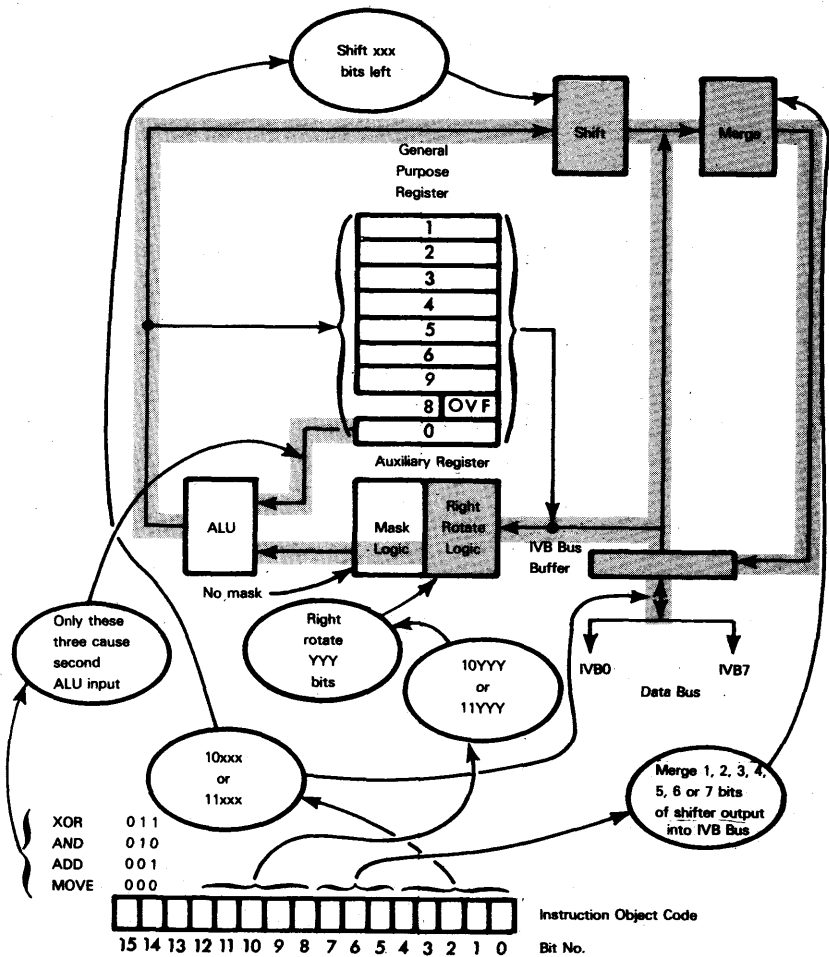 Shift xxx
bits left
Shift
Merge
General
Purpose
Register
1
2
3
4
5
6
9
8 OVF
0
Auxiliary Register
ALU
Mask
Logic
Right
Rotate
Logic
IVB Bus
Buffer
No mask
Only these
three cause
second
ALU input
Right
rotate
YYY
bits
10YYY
or
11YYY
IVB0
IVB7
Data Bus
10xxx
or
11xxx
Merge 1, 2, 3, 4,
5, 6 or 7 bits
of shifter output
into IVB Bus
XOR 011
AND 010
ADD 001
MOVE 000
Instruction Object Code
15 14 13 12 11 10 9 8 7 6 5 4 3 2 1 0 Bit No.